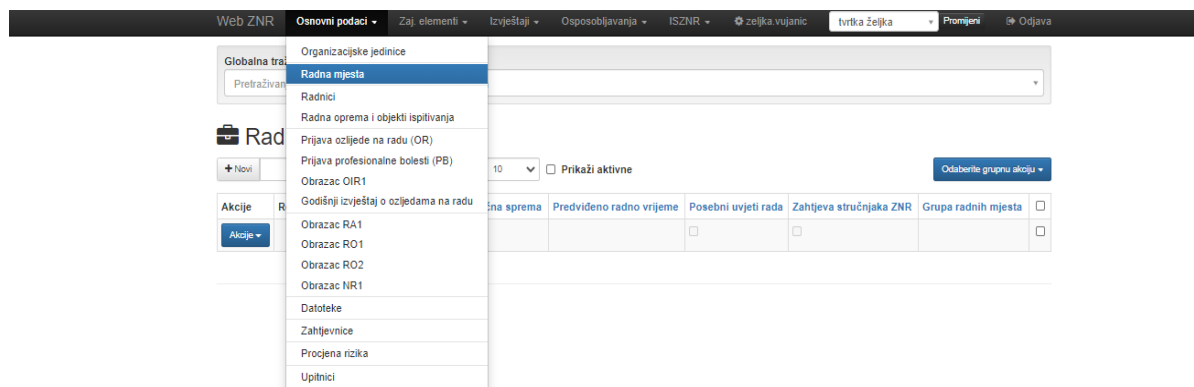 Web ZNR Osnovni podaci Zaj. elementi Izvještaji Osposobljavanja ISZNR zeljka.vujanic tvrtka željka Promijeni Odjava
Organizacijske jedinice
Globalna traž
Radna mjesta
Pretraživan
Radnici
Radna oprema i objekti ispitivanja
Rad
Prijava ozlijede na radu (OR)
Prijava profesionalne bolesti (PB)
+ Novi 10 Prikaži aktivne Odaberite grupnu akciju
Obrazac OIR1
Godišnji izvještaj o ozljedama na radu
Akcije R čna sprema Predviđeno radno vrijeme Posebni uvjeti rada Zahtjeva stručnjaka ZNR Grupa radnih mjesta
Obrazac RA1
Akcije
Obrazac RO1
Obrazac RO2
Obrazac NR1
Datoteke
Zahtjevnice
Procjena rizika
Upitnici